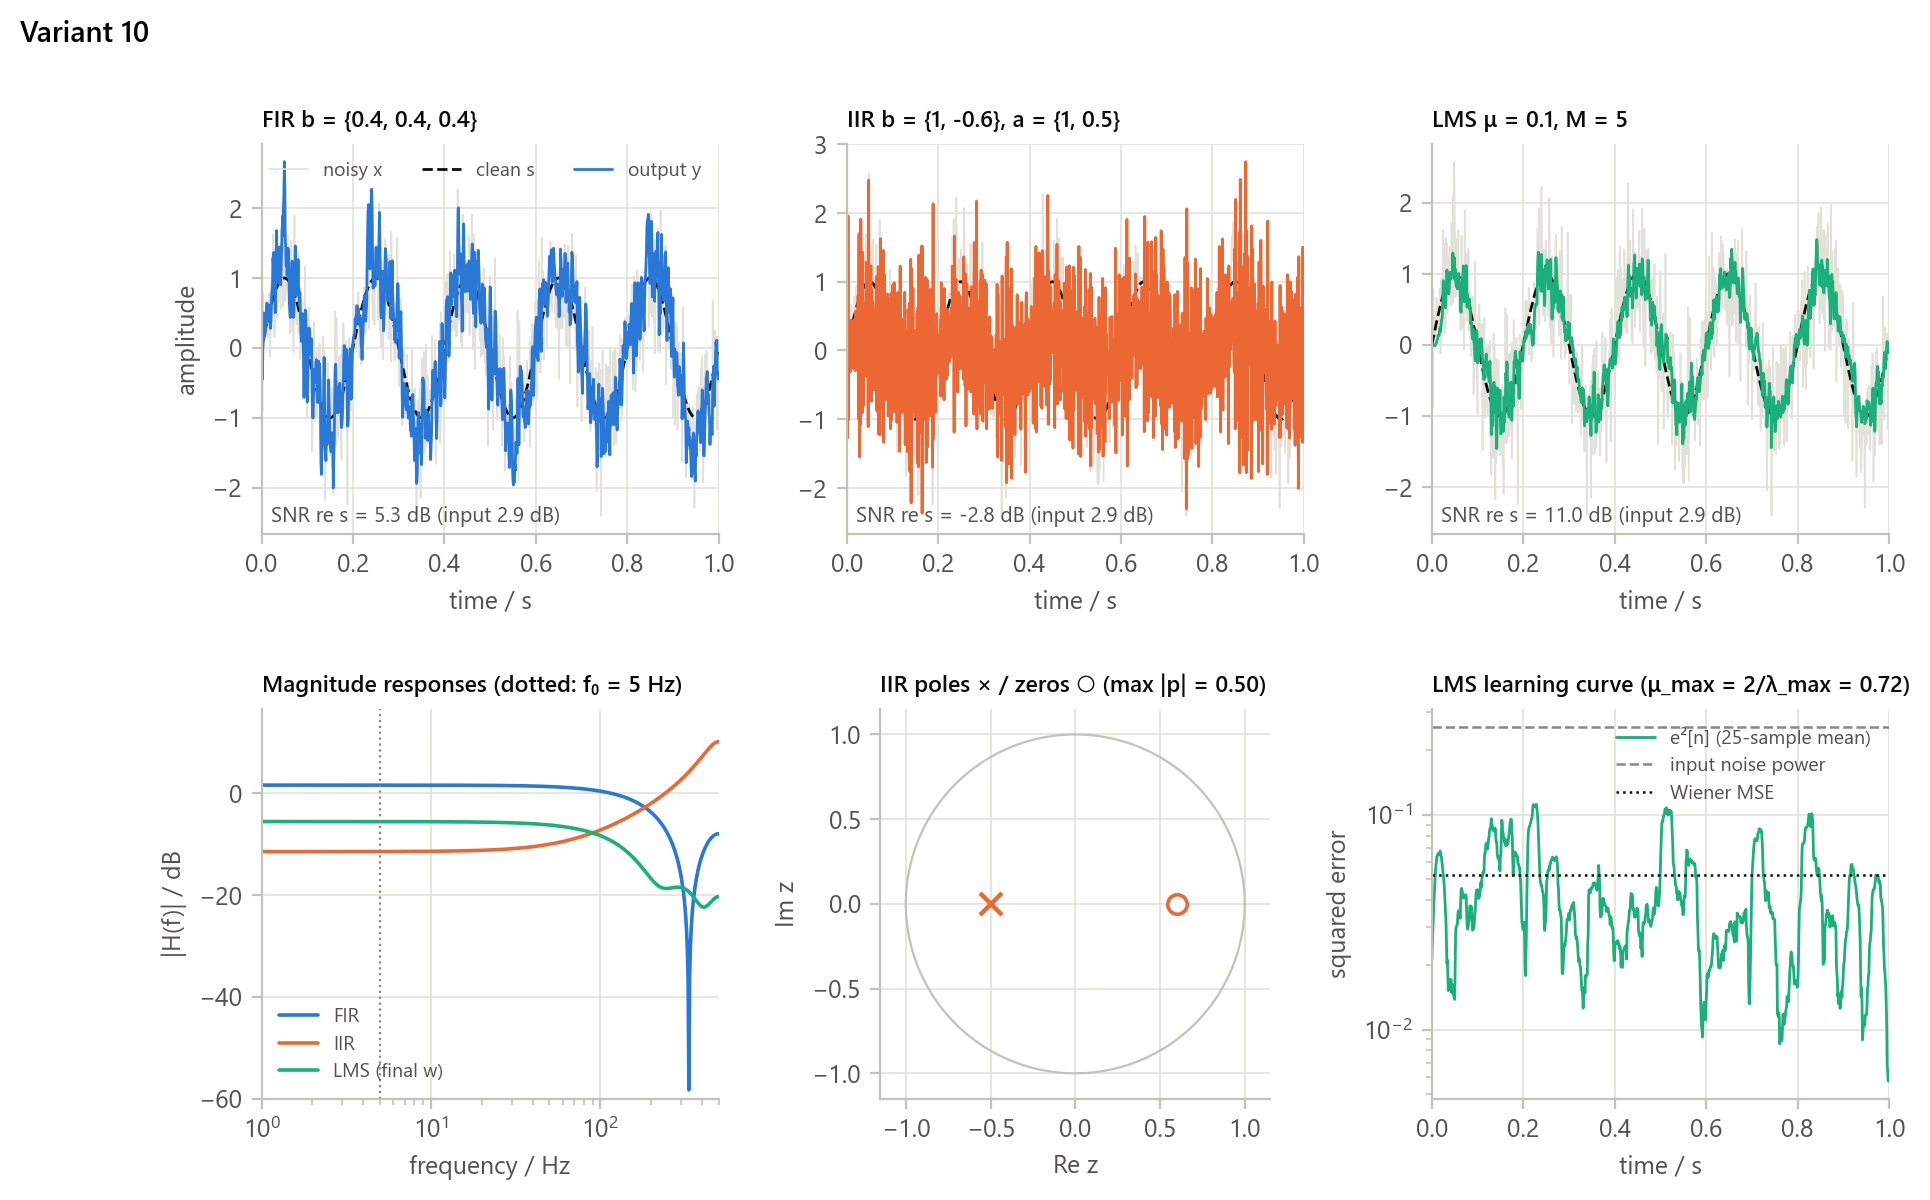 Variant 10
FIR b = {0.4, 0.4, 0.4}
noisy x
clean s
output y
amplitude
2
1
0
−1
−2
SNR re s = 5.3 dB (input 2.9 dB)
0.0 0.2 0.4 0.6 0.8 1.0
time / s
IIR b = {1, -0.6}, a = {1, 0.5}
3
2
1
0
−1
−2
SNR re s = -2.8 dB (input 2.9 dB)
0.0 0.2 0.4 0.6 0.8 1.0
time / s
LMS μ = 0.1, M = 5
2
1
0
−1
−2
SNR re s = 11.0 dB (input 2.9 dB)
0.0 0.2 0.4 0.6 0.8 1.0
time / s
Magnitude responses (dotted: f₀ = 5 Hz)
|H(f)| / dB
0
−20
−40
−60
FIR
IIR
LMS (final w)
10⁰ 10¹ 10²
frequency / Hz
IIR poles × / zeros ○ (max |p| = 0.50)
Im z
1.0
0.5
0.0
−0.5
−1.0
−1.0 −0.5 0.0 0.5 1.0
Re z
LMS learning curve (μ_max = 2/λ_max = 0.72)
e²[n] (25-sample mean)
input noise power
Wiener MSE
squared error
10⁻¹
10⁻²
0.0 0.2 0.4 0.6 0.8 1.0
time / s